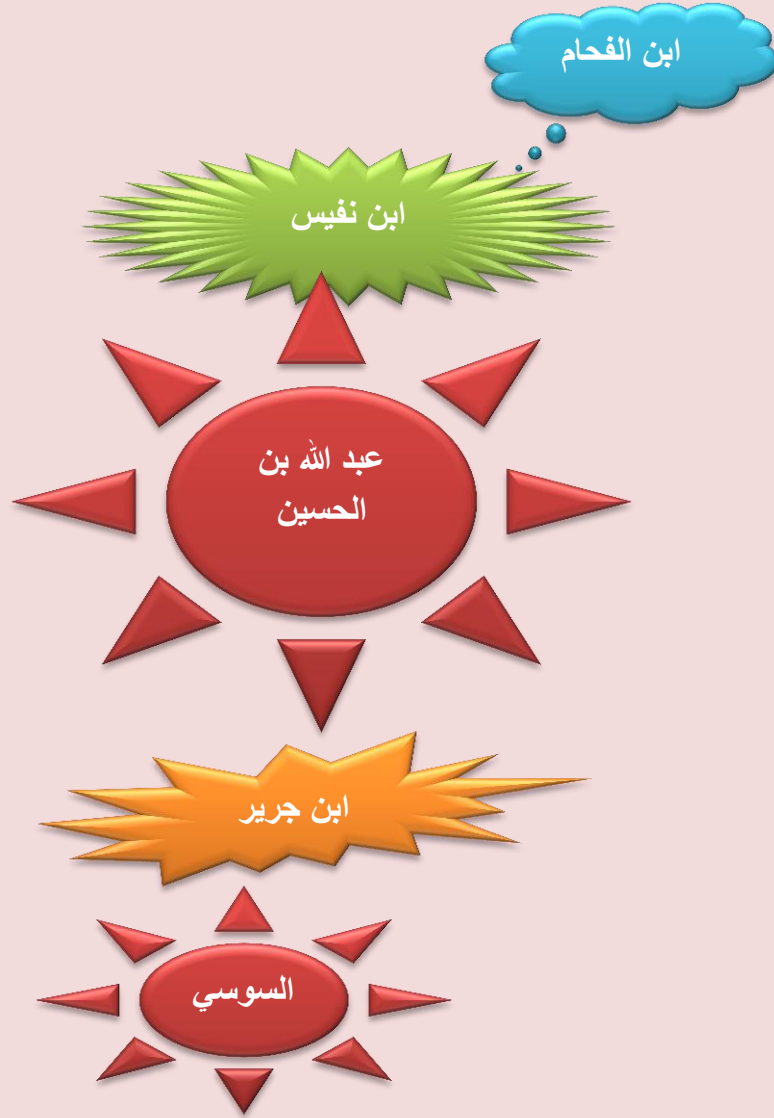 ابن الفحام
ابن نفيس
عبد الله بن
الحسين
ابن جرير
السوسي